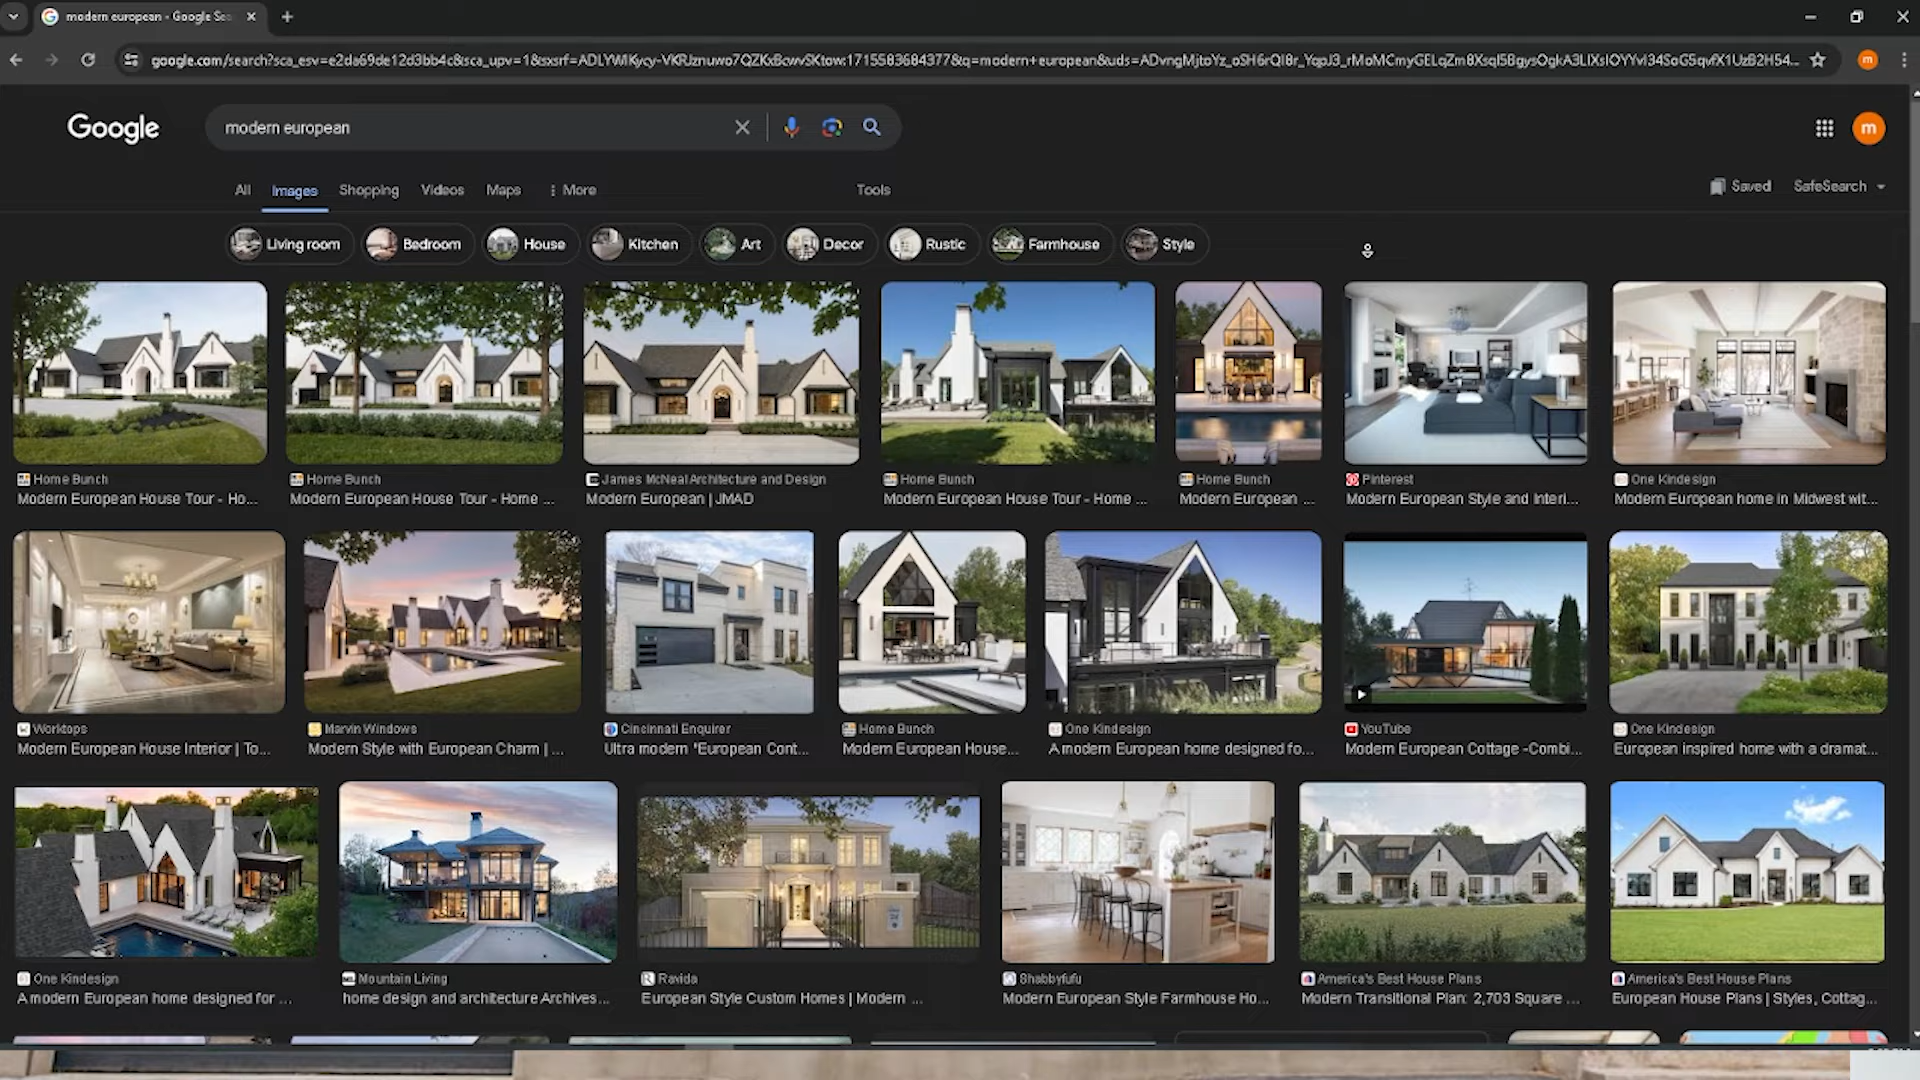 modern european - Google Sea
google.com/search?sca_esv=e2da69de12d3bb4c&sca_upv=1&sxsrf=
Google
modern european
m
m
All Images Shopping Videos Maps More Tools
Saved SafeSearch
Living room Bedroom House Kitchen Art Decor Rustic Farmhouse Style
Home Bunch
Modern European House Tour - Ho...
Home Bunch
Modern European House Tour - Home ...
James McNeal Architecture and Design
Modern European | JMAD
Home Bunch
Modern European House Tour - Home ...
Home Bunch
Modern European ...
Pinterest
Modern European Style and Interi...
One Kindesign
Modern European home in Midwest wit...
Worktops
Modern European House Interior | To...
Marvin Windows
Modern Style with European Charm | ...
Cincinnati Enquirer
Ultra modern "European Cont...
Home Bunch
Modern European House...
One Kindesign
A modern European home designed fo...
YouTube
Modern European Cottage -Combi...
One Kindesign
European inspired home with a dramat...
One Kindesign
A modern European home designed for ...
Mountain Living
home design and architecture Archives...
Ravida
European Style Custom Homes | Modern ...
Shabbyfufu
Modern European Style Farmhouse Ho...
America's Best House Plans
Modern Transitional Plan: 2,703 Square ...
America's Best House Plans
European House Plans | Styles, Cottag...